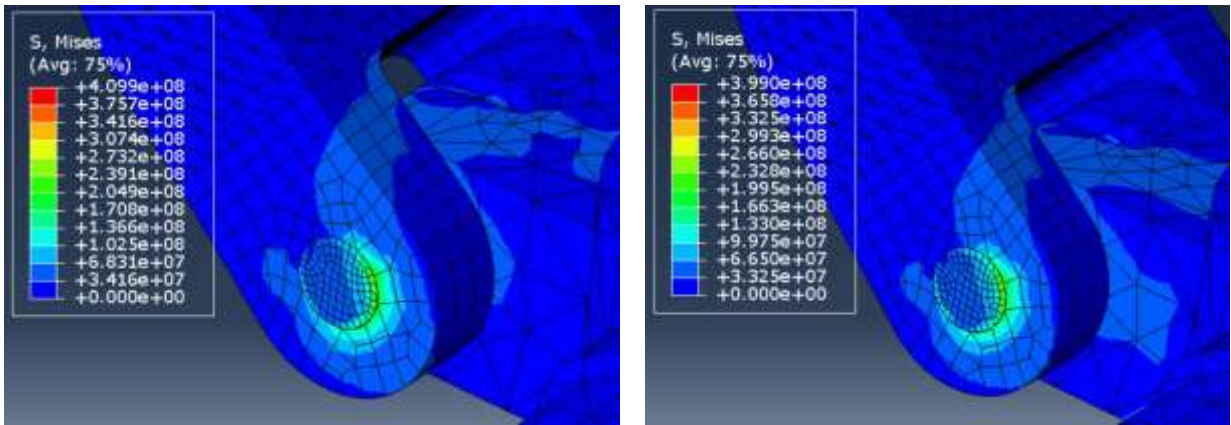 S, Mises
(Avg: 75%)
+4.099e+08
+3.757e+08
+3.416e+08
+3.074e+08
+2.732e+08
+2.391e+08
+2.049e+08
+1.708e+08
+1.366e+08
+1.025e+08
+6.831e+07
+3.416e+07
+0.000e+00
S, Mises
(Avg: 75%)
+3.990e+08
+3.658e+08
+3.325e+08
+2.993e+08
+2.660e+08
+2.328e+08
+1.995e+08
+1.663e+08
+1.330e+08
+9.975e+07
+6.650e+07
+3.325e+07
+0.000e+00